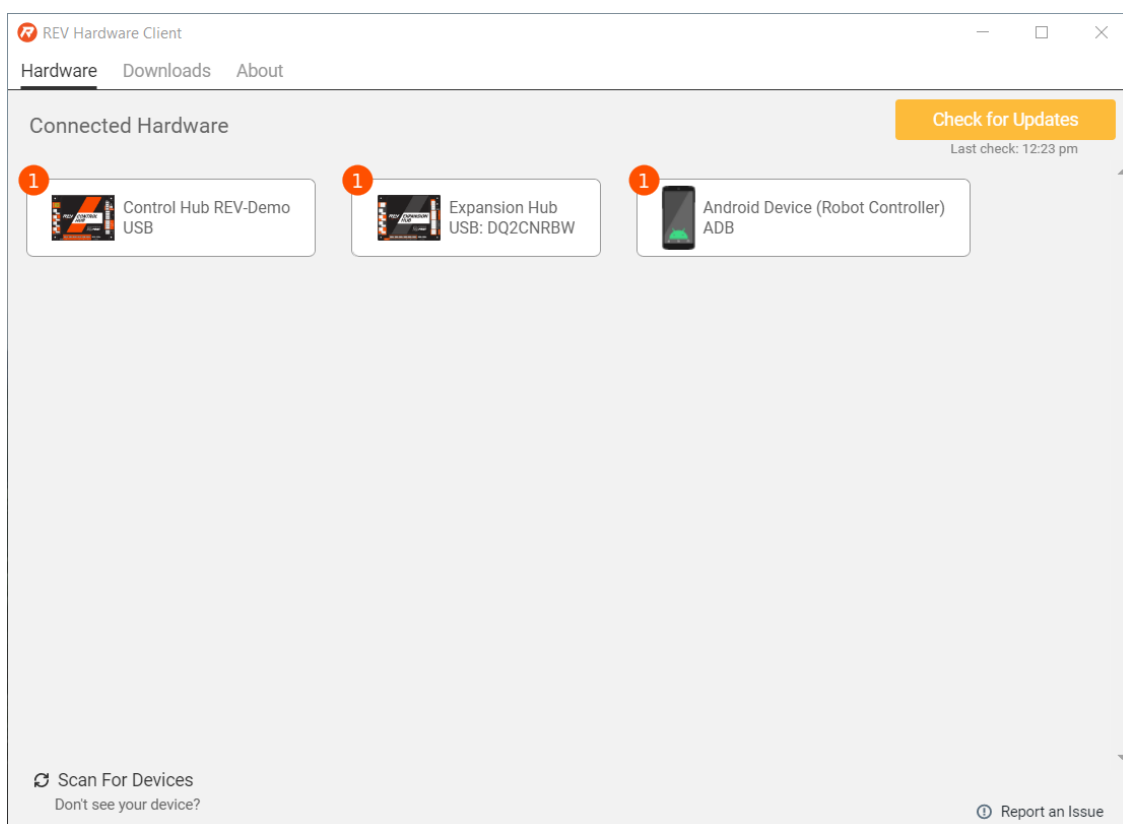 REV Hardware Client
Hardware Downloads About
Connected Hardware
Check for Updates
Last check: 12:23 pm
1
Control Hub REV-Demo
USB
1
Expansion Hub
USB: DQ2CNRBW
1
Android Device (Robot Controller)
ADB
Scan For Devices
Don't see your device?
Report an Issue